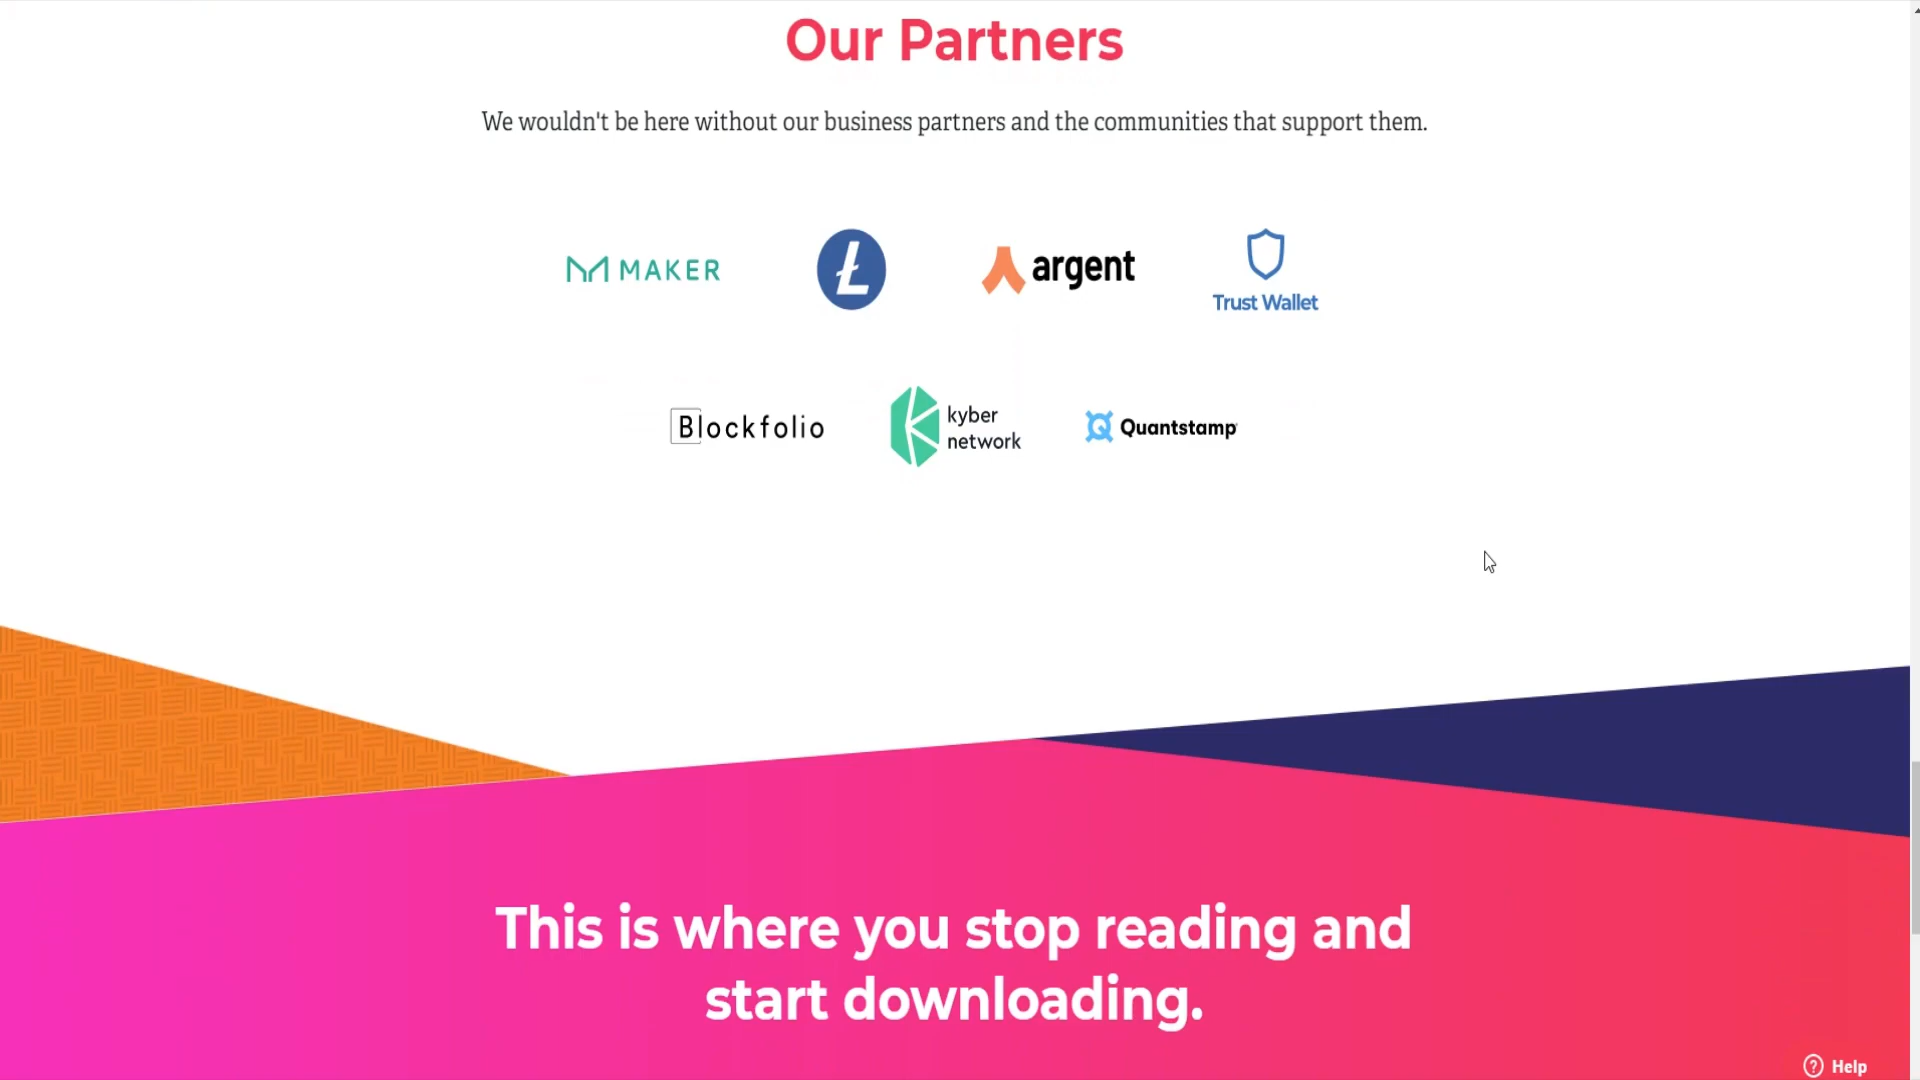 Our Partners
We wouldn't be here without our business partners and the communities that support them.
MAKER
argent
Trust Wallet
Blockfolio
kyber
network
Quantstamp
This is where you stop reading and
start downloading.
? Help